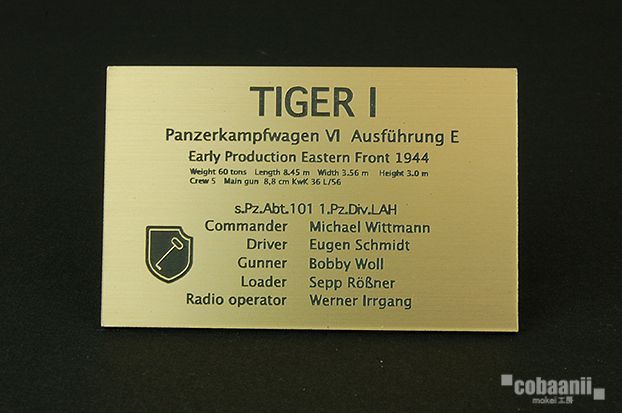 TIGER I
Panzerkampfwagen VI Ausführung E
Early Production Eastern Front 1944
Weight 60 tons Length 8.45 m Width 3.56 m Height 3.0 m
Crew 5 Main gun 8,8 cm KwK 36 L/56
s.Pz.Abt.101 1.Pz.Div.LAH
Commander Michael Wittmann
Driver Eugen Schmidt
Gunner Bobby Woll
Loader Sepp Rößner
Radio operator Werner Irrgang
cobaanii
mokei 工房